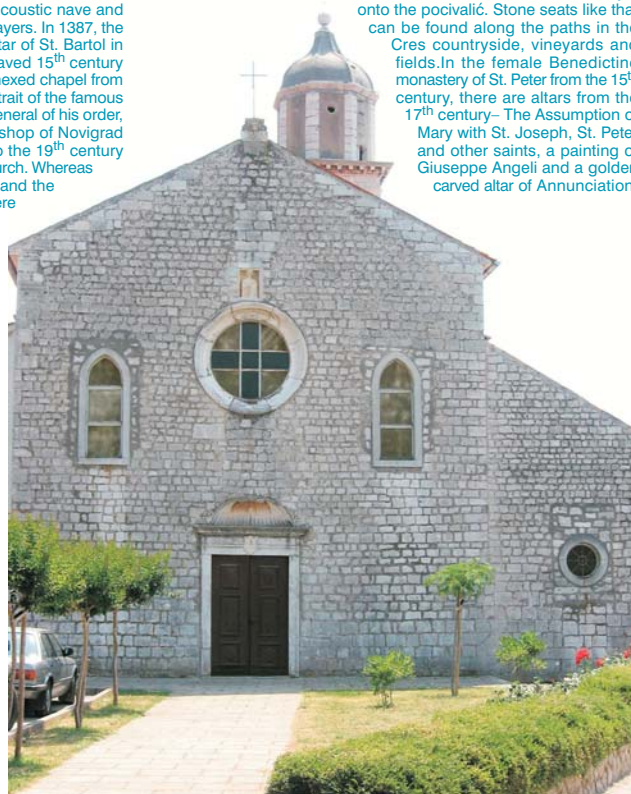 coustic nave and
ayers. In 1387, the
tar of St. Bartol in
aved 15th century
nexed chapel from
trait of the famous
eneral of his order,
shop of Novigrad
o the 19th century
urch. Whereas
and the
ere
onto the pocivalić. Stone seats like tha
can be found along the paths in the
Cres countryside, vineyards and
fields.In the female Benedictin
monastery of St. Peter from the 15t
century, there are altars from the
17th century– The Assumption o
Mary with St. Joseph, St. Pete
and other saints, a painting o
Giuseppe Angeli and a golden
carved altar of Annunciation